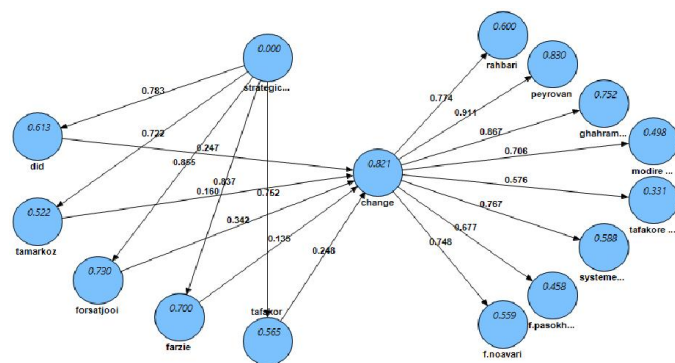 0.000
strategic...
0.600
rahbari
0.830
peyrovan
0.752
ghahram...
0.498
modire ...
0.331
tafakore ...
0.588
systeme...
0.458
f.pasokh...
0.559
f.noavari
0.821
change
0.613
did
0.522
tamarkoz
0.730
forsatjooi
0.700
farzie
tafakor
0.565
0.783
0.722
0.855
0.837
0.752
0.247
0.160
0.342
0.135
0.248
0.774
0.911
0.867
0.706
0.576
0.767
0.677
0.748